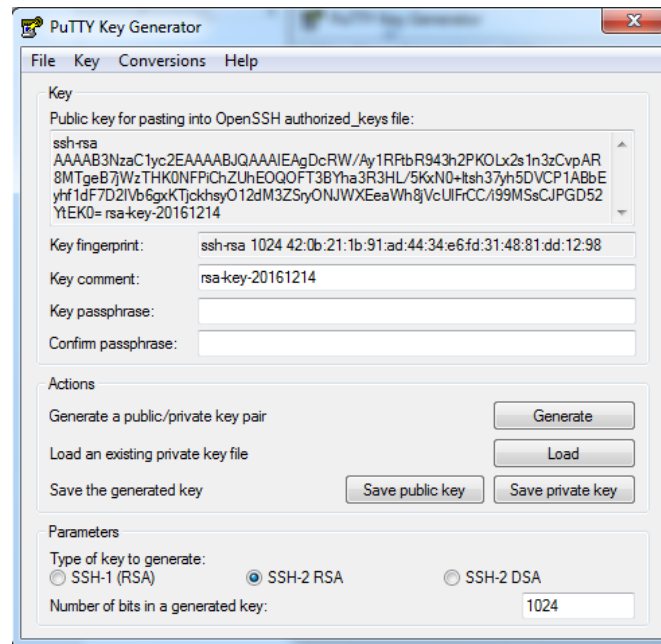 PuTTY Key Generator
File Key Conversions Help
Key
Public key for pasting into OpenSSH authorized_keys file:
ssh-rsa
AAAAB3NzaC1yc2EAAAABJQAAAIEAgDcRW/Ay1RFtbR943h2PKOLx2s1n3zCvpAR
8MTgeB7jWzTHK0NFPiChZUhEOQOFT3BYha3R3HL/5KxN0+Itsh37yh5DVCP1ABbE
yhf1dF7D2IVb6gxKTjckhsyO12dM3ZSryONJWXEeaWh8jVcUIFrCC/i99MSsCJPGD52
YtEK0= rsa-key-20161214
Key fingerprint: ssh-rsa 1024 42:0b:21:1b:91:ad:44:34:e6:fd:31:48:81:dd:12:98
Key comment: rsa-key-20161214
Key passphrase:
Confirm passphrase:
Actions
Generate a public/private key pair Generate
Load an existing private key file Load
Save the generated key Save public key Save private key
Parameters
Type of key to generate:
SSH-1 (RSA) SSH-2 RSA SSH-2 DSA
Number of bits in a generated key: 1024